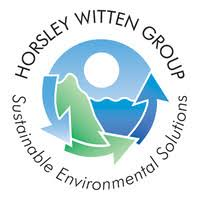 HORSLEY WITTEN GROUP
Sustainable Environmental Solutions